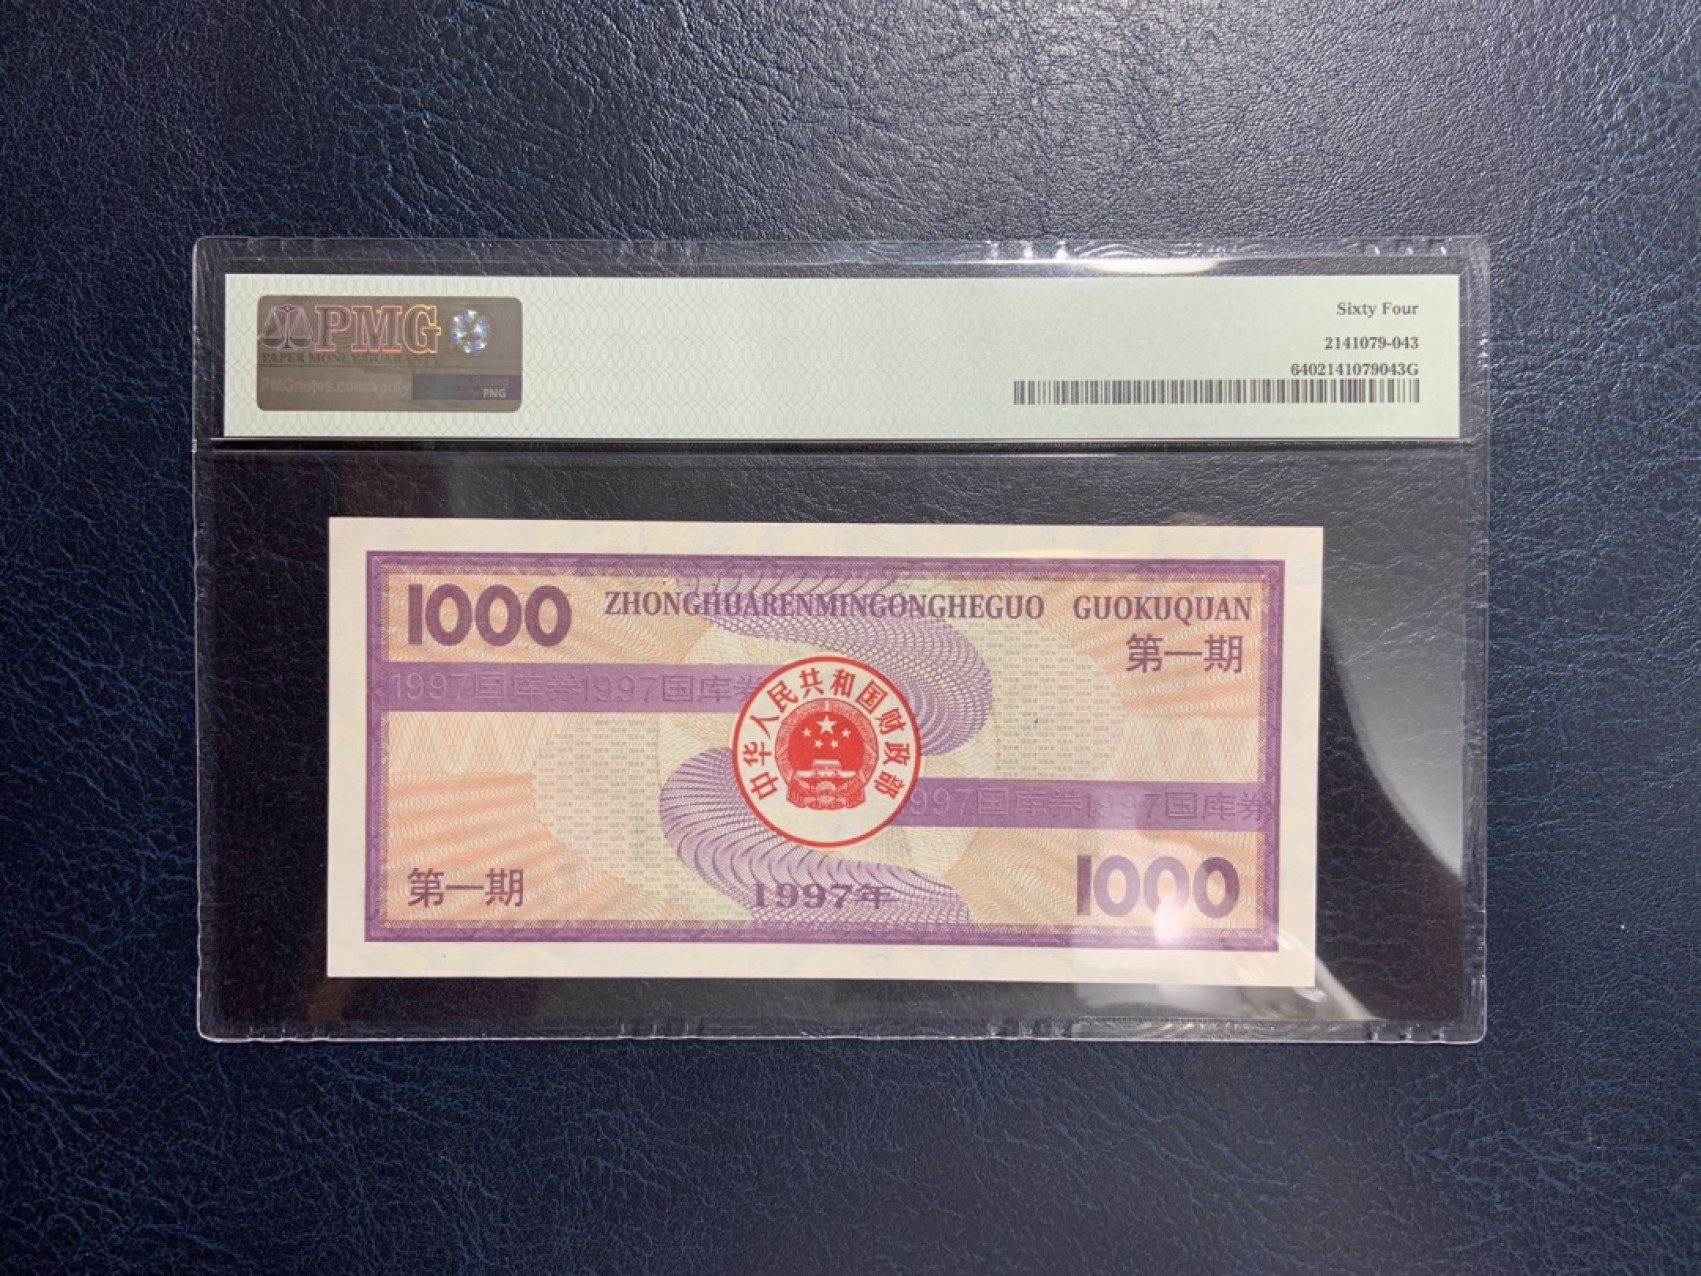 PMG
PAPER MONEY GUARANTY
PMGnotes.com/verify
PNG
Sixty Four
2141079-043
6402141079043G
1000
ZHONGHUARENMINGONGHEGUO GUOKUQUAN
第一期
1997国库券1997国库券
中华人民共和国财政部
997国库券1997国库券
第一期
1997年
1000